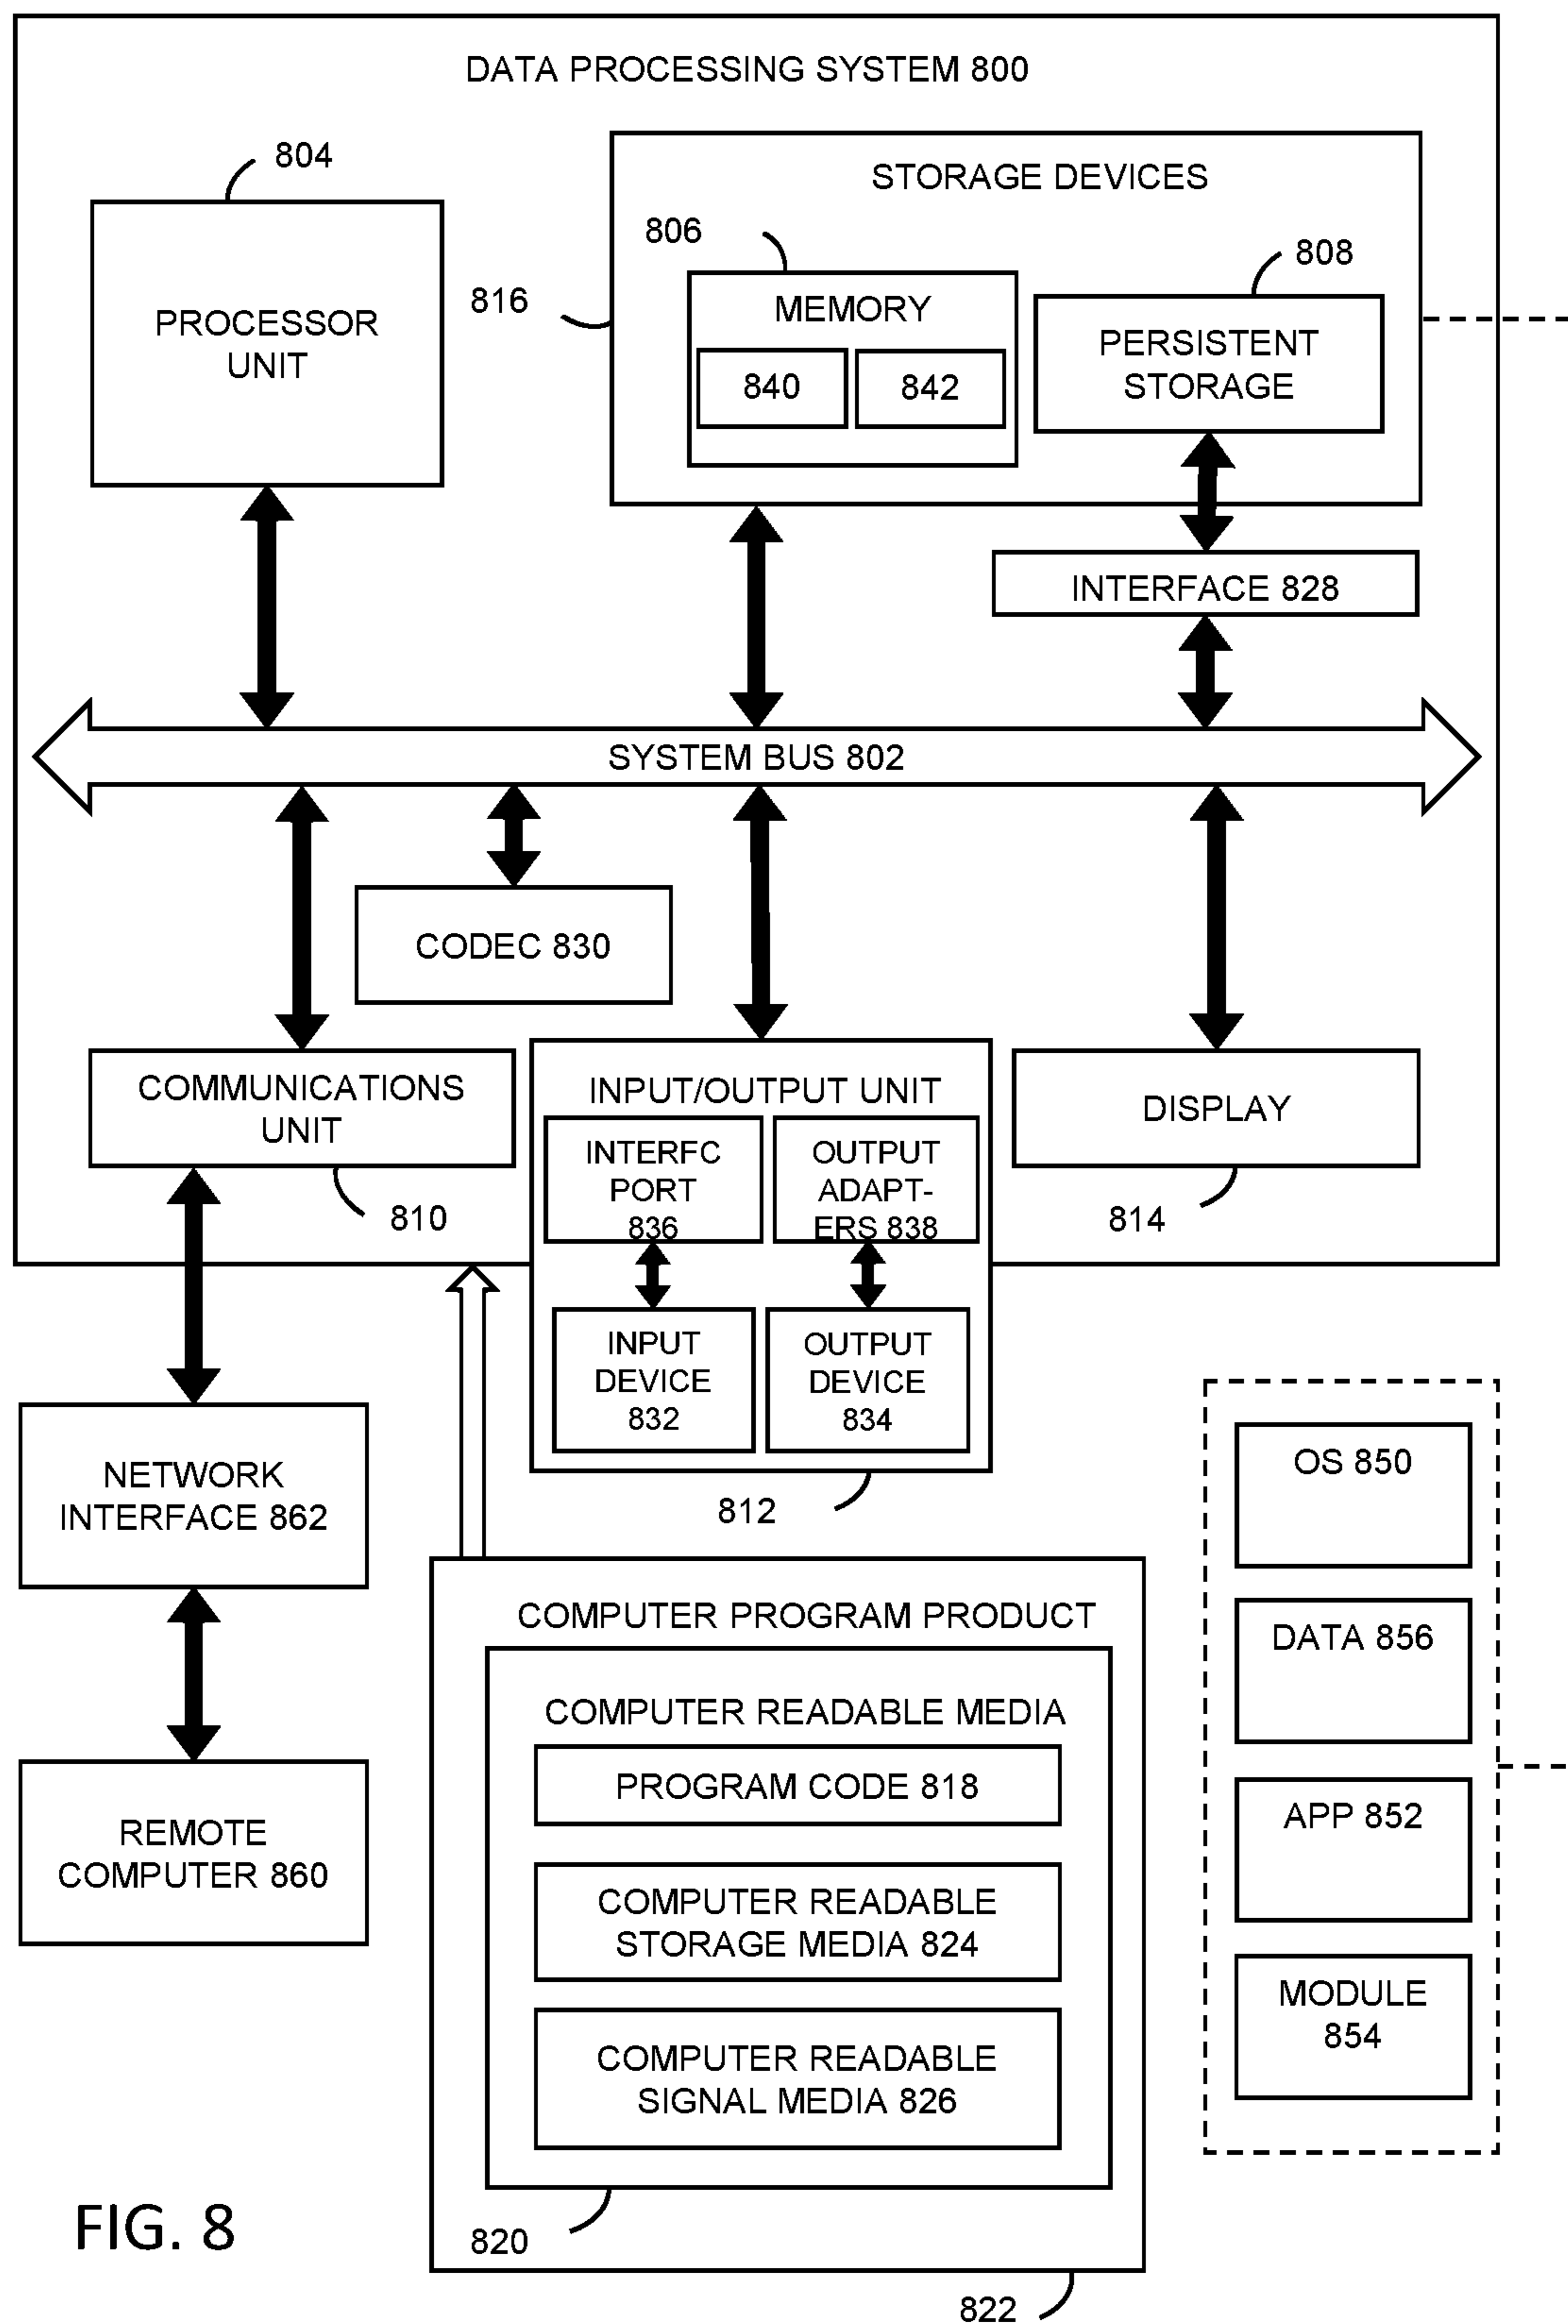 DATA PROCESSING SYSTEM 800
804
STORAGE DEVICES
806
808
816
PROCESSOR
UNIT
MEMORY
840
842
PERSISTENT
STORAGE
INTERFACE 828
SYSTEM BUS 802
CODEC 830
COMMUNICATIONS
UNIT
810
INPUT/OUTPUT UNIT
INTERFC
PORT
836
OUTPUT
ADAPT-
ERS 838
INPUT
DEVICE
832
OUTPUT
DEVICE
834
812
DISPLAY
814
NETWORK
INTERFACE 862
REMOTE
COMPUTER 860
COMPUTER PROGRAM PRODUCT
COMPUTER READABLE MEDIA
PROGRAM CODE 818
COMPUTER READABLE
STORAGE MEDIA 824
COMPUTER READABLE
SIGNAL MEDIA 826
820
822
OS 850
DATA 856
APP 852
MODULE
854
FIG. 8